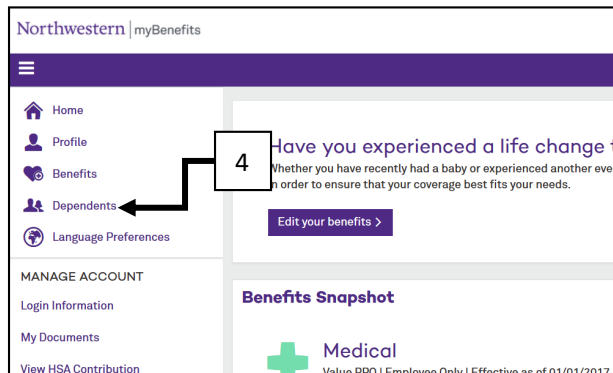 Northwestern | myBenefits
Home
Profile
Benefits
Dependents
Language Preferences
MANAGE ACCOUNT
Login Information
My Documents
View HSA Contribution
4
Have you experienced a life change
Whether you have recently had a baby or experienced another
in order to ensure that your coverage best fits your needs.
Edit your benefits >
Benefits Snapshot
Medical
Value PPO | Employee Only | Effective as of 01/01/2017